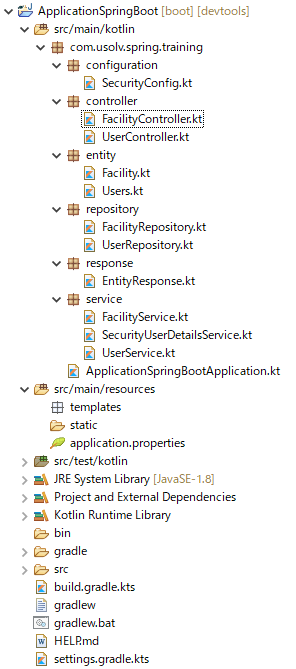 ApplicationSpringBoot [boot] [devtools]
src/main/kotlin
com.usolv.spring.training
configuration
SecurityConfig.kt
controller
FacilityController.kt
UserController.kt
entity
Facility.kt
Users.kt
repository
FacilityRepository.kt
UserRepository.kt
response
EntityResponse.kt
service
FacilityService.kt
SecurityUserDetailsService.kt
UserService.kt
ApplicationSpringBootApplication.kt
src/main/resources
templates
static
application.properties
src/test/kotlin
JRE System Library [JavaSE-1.8]
Project and External Dependencies
Kotlin Runtime Library
bin
gradle
src
build.gradle.kts
gradlew
gradlew.bat
HELP.md
settings.gradle.kts